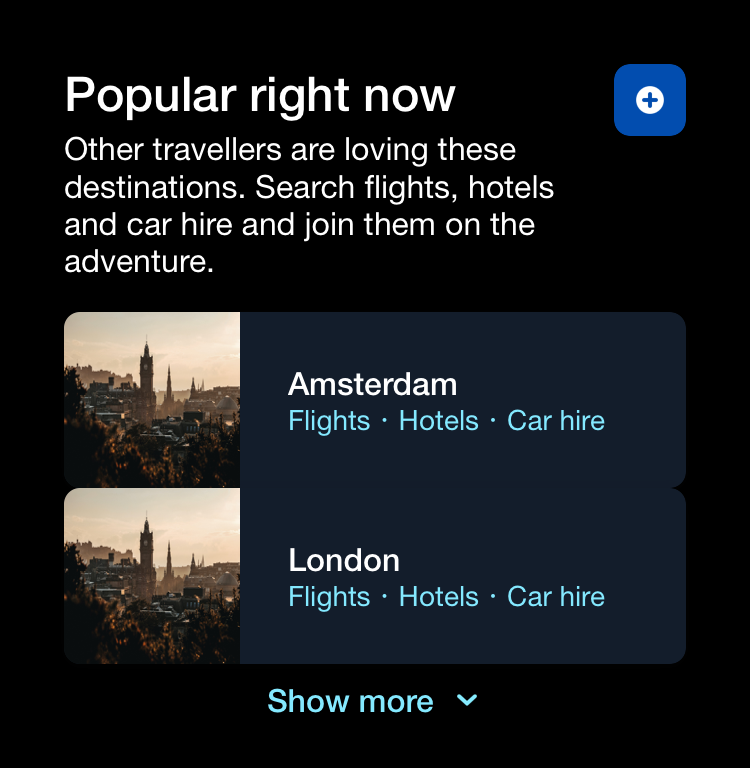 Popular right now
Other travellers are loving these
destinations. Search flights, hotels
and car hire and join them on the
adventure.
Amsterdam
Flights · Hotels · Car hire
London
Flights · Hotels · Car hire
Show more